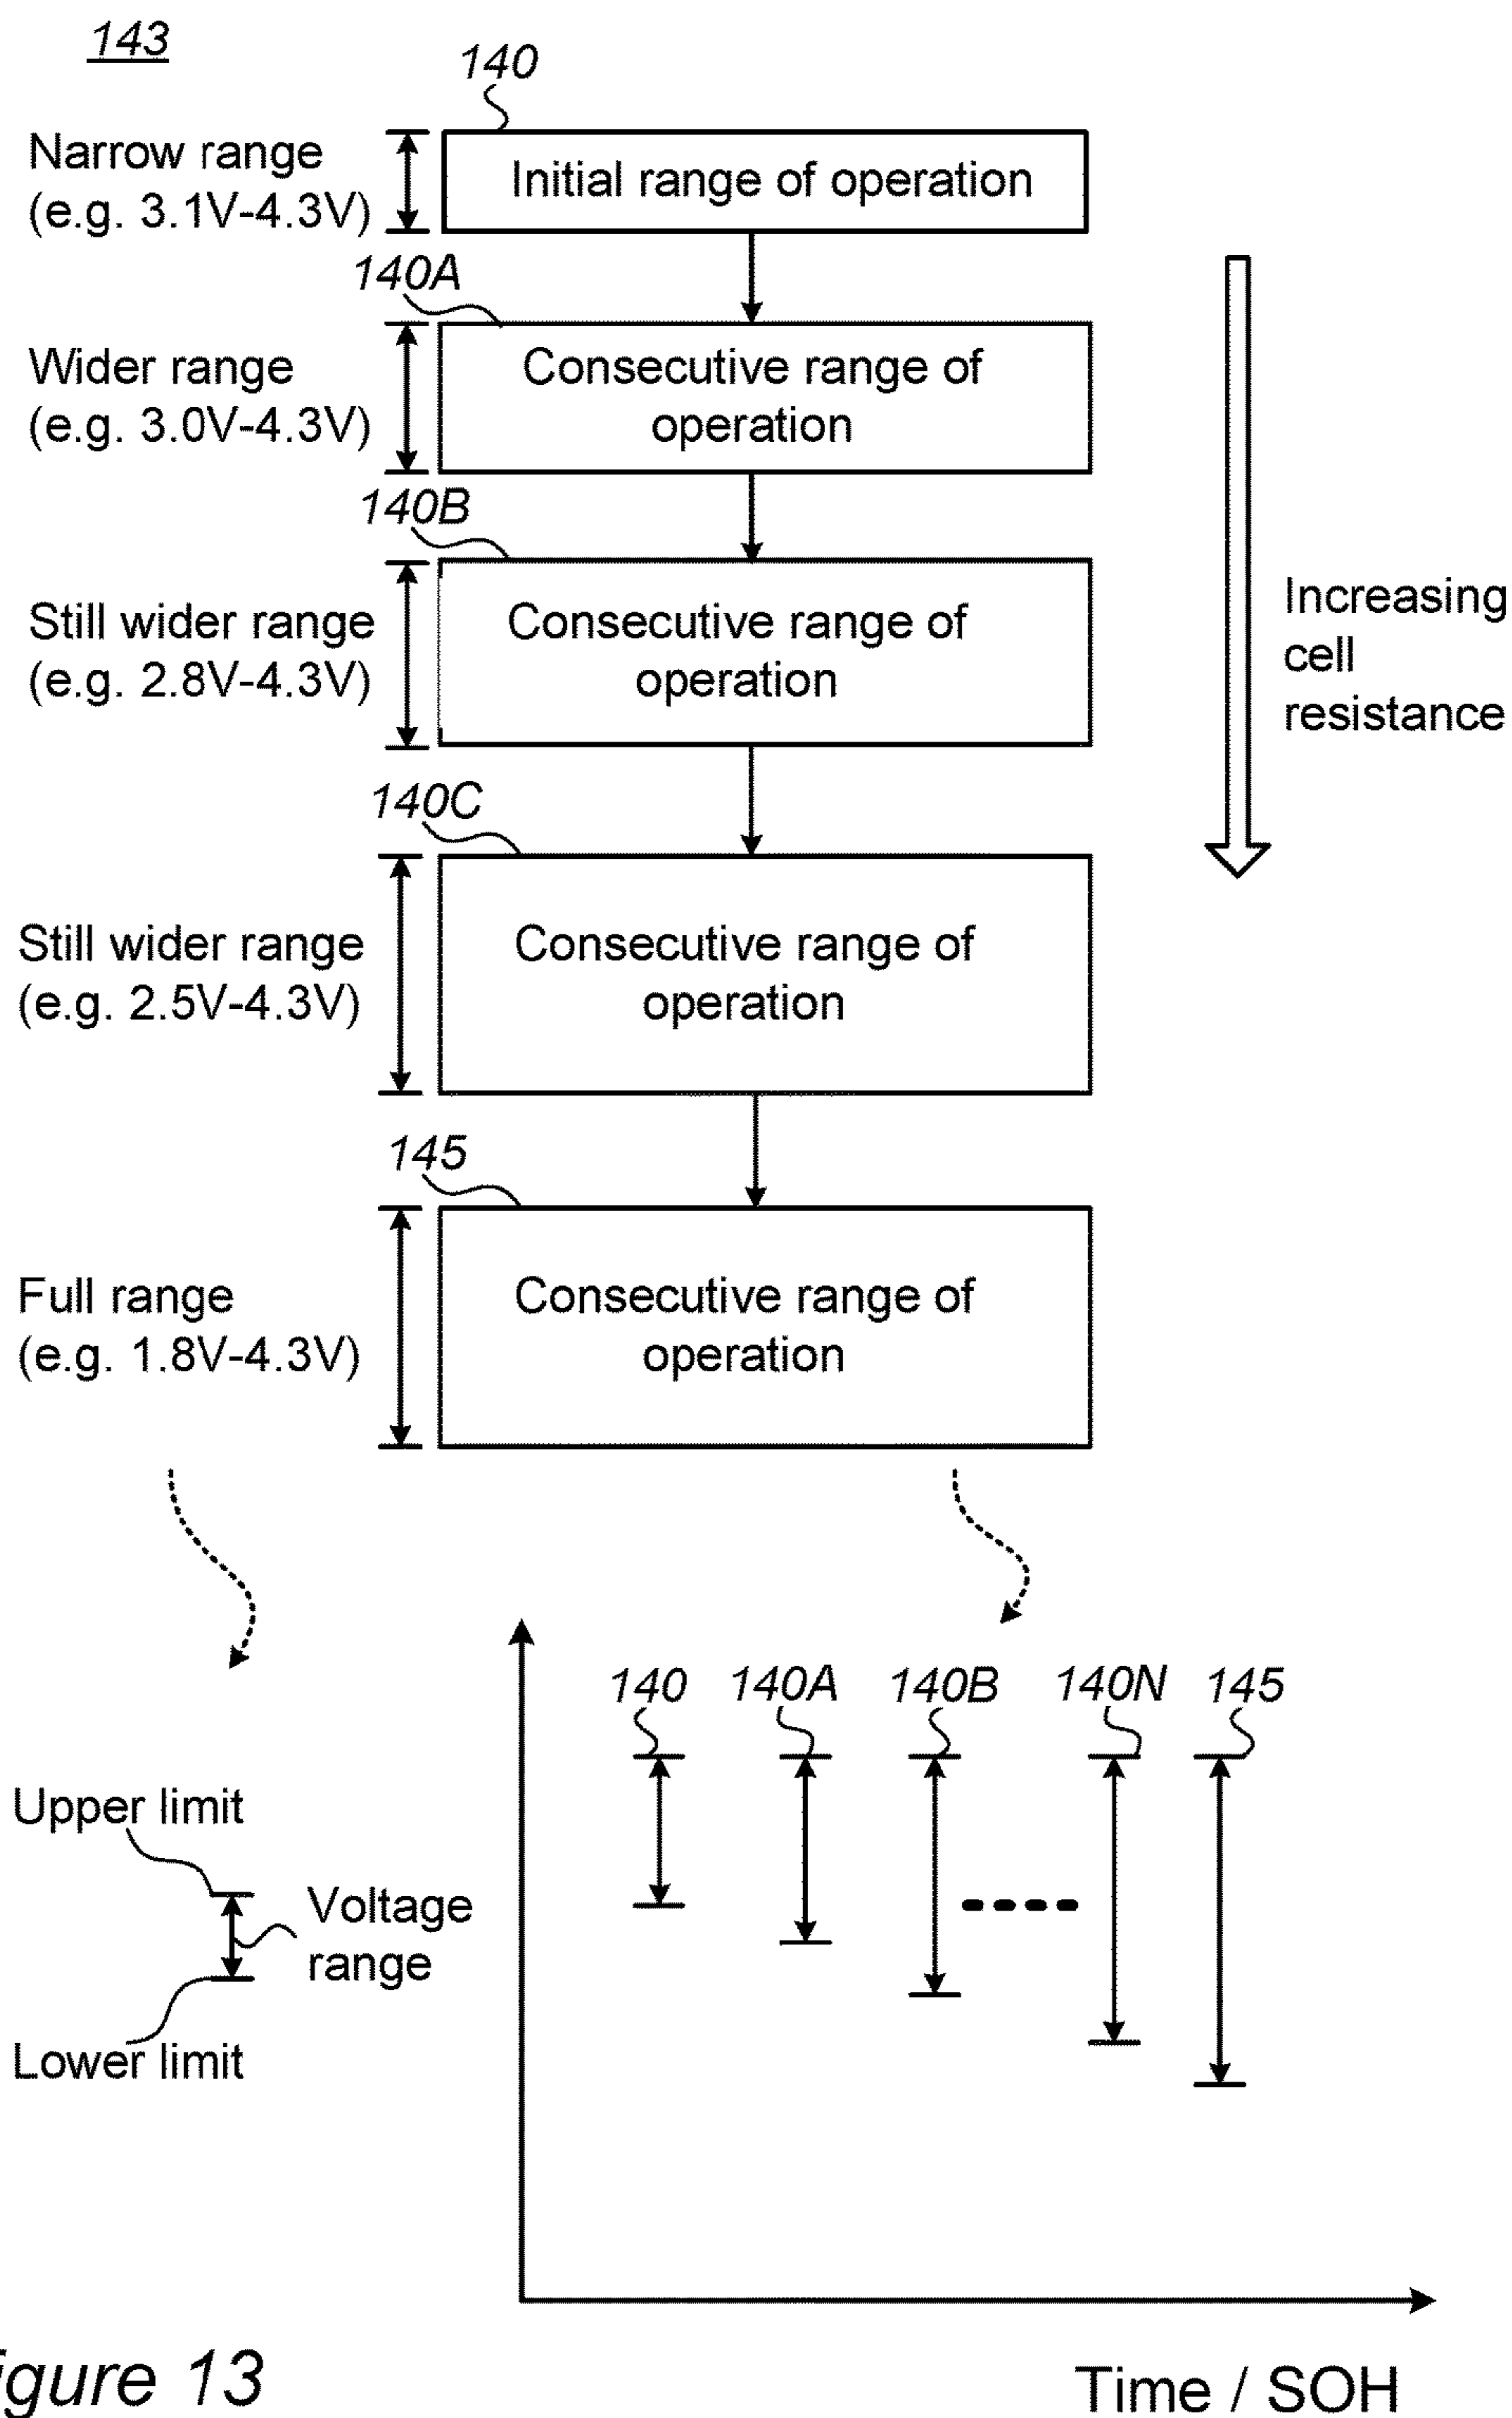 143
140
Narrow range
(e.g. 3.1V-4.3V)
Initial range of operation
140A
Wider range
(e.g. 3.0V-4.3V)
Consecutive range of
operation
140B
Still wider range
(e.g. 2.8V-4.3V)
Consecutive range of
operation
Increasing
cell
resistance
140C
Still wider range
(e.g. 2.5V-4.3V)
Consecutive range of
operation
145
Full range
(e.g. 1.8V-4.3V)
Consecutive range of
operation
140 140A 140B 140N 145
Upper limit
Voltage
range
Lower limit
igure 13
Time / SOH